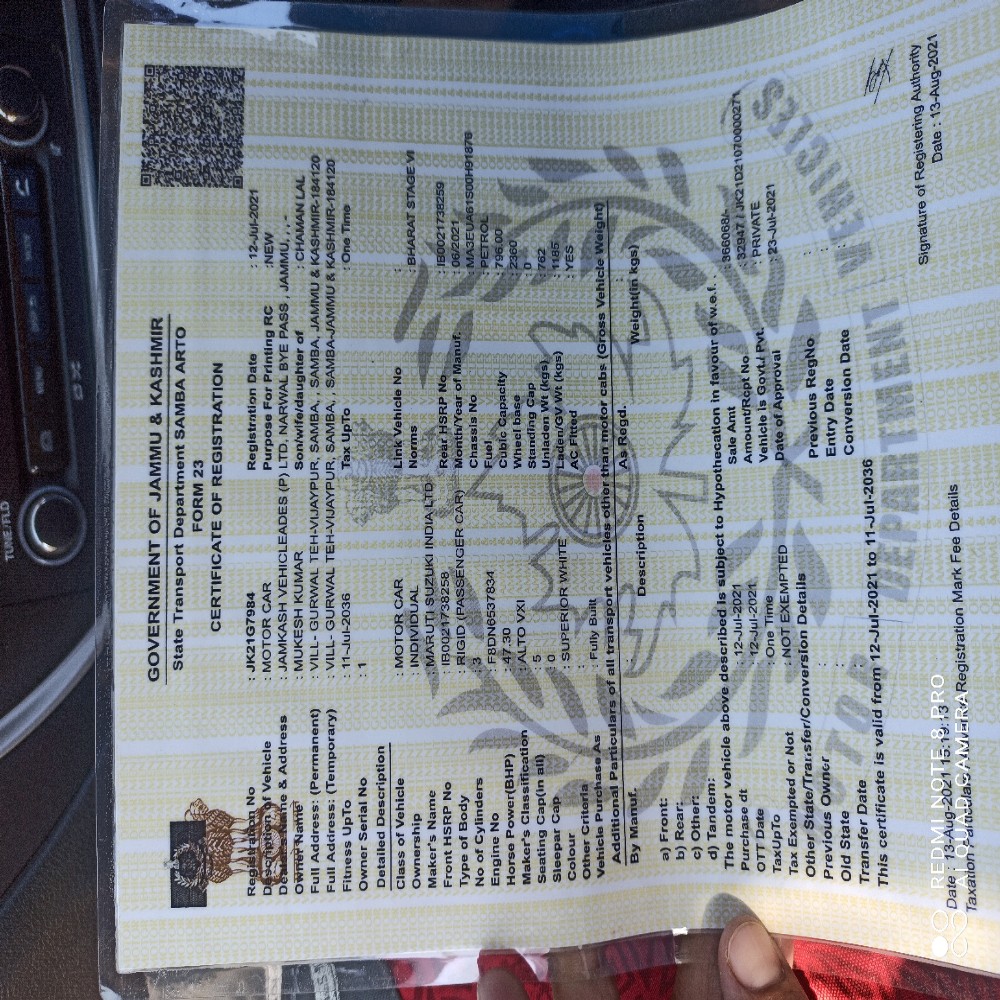 GOVERNMENT OF JAMMU & KASHMIR
State Transport Department SAMBA ARTO
FORM 23
CERTIFICATE OF REGISTRATION
Registration No : JK21G7984 Registration Date : 12-Jul-2021
Description of Vehicle : MOTOR CAR Purpose For Printing RC :NEW
Dealer's Name & Address : JAMKASH VEHICLEADES (P) LTD, NARWAL BYE PASS , JAMMU, , , -
Owner Name : MUKESH KUMAR Son/wife/daughter of : CHAMAN LAL
Full Address: (Permanent) : VILL- GURWAL TEH-VIJAYPUR, SAMBA, , SAMBA, JAMMU & KASHMIR-184120
Full Address: (Temporary) : VILL- GURWAL TEH-VIJAYPUR, SAMBA, , SAMBA-JAMMU & KASHMIR-184120
Fitness UpTo : 11-Jul-2036 Tax UpTo : One Time
Owner Serial No : 1
Detailed Description
Class of Vehicle : MOTOR CAR Link Vehicle No :
Ownership : INDIVIDUAL Norms : BHARAT STAGE VI
Maker's Name : MARUTI SUZUKI INDIA LTD
Front HSRP No : IB0021738258 Rear HSRP No : IB0021738259
Type of Body : RIGID (PASSENGER CAR) Month/Year of Manuf. : 06/2021
No of Cylinders : 3 Chassis No : MA3EUA61S00H91876
Engine No : F8DN6537834 Fuel : PETROL
Horse Power(BHP) : 47.30 Cubic Capacity : 796.00
Maker's Classification : ALTO VXI Wheel base : 2360
Seating Cap(in all) : 5 Standing Cap : 0
Sleepar Cap : 0 Unladen Wt (kgs) : 762
Colour : SUPERIOR WHITE Laden/GV Wt (kgs) : 1185
Other Criteria : AC Fitted : YES
Vehicle Purchase As : Fully Built
Additional Particulars of all transport vehicles other than motor cabs (Gross Vehicle Weight)
By Manuf. : As Regd.
Description Weight(in kgs)
a) Front:
b) Rear:
c) Other:
d) Tandem:
The motor vehicle above described is subject to Hypothecation in favour of w.e.f. .
Purchase dt : 12-Jul-2021 Sale Amt : 366068/-
OTT Date : 12-Jul-2021 Amount/Rcpt No : 32947 / JK21D21070000271
TaxUpTo : One Time Vehicle is Govt./ Pvt. : PRIVATE
Tax Exempted or Not : NOT EXEMPTED Date of Approval : 23-Jul-2021
Other State/Transfer/Conversion Details
Previous Owner : Previous RegNo :
Old State : Entry Date :
Transfer Date : Conversion Date :
This certificate is valid from 12-Jul-2021 to 11-Jul-2036
Signature of Registering Authority
Date : 13-Aug-2021 15:19:13 Date : 13-Aug-2021
Taxation Particulars / Registration Mark Fee Details
DEPARTMENT
VEHICLES
TUNE/FLD
REDMI NOTE 8 PRO
AI QUAD CAMERA